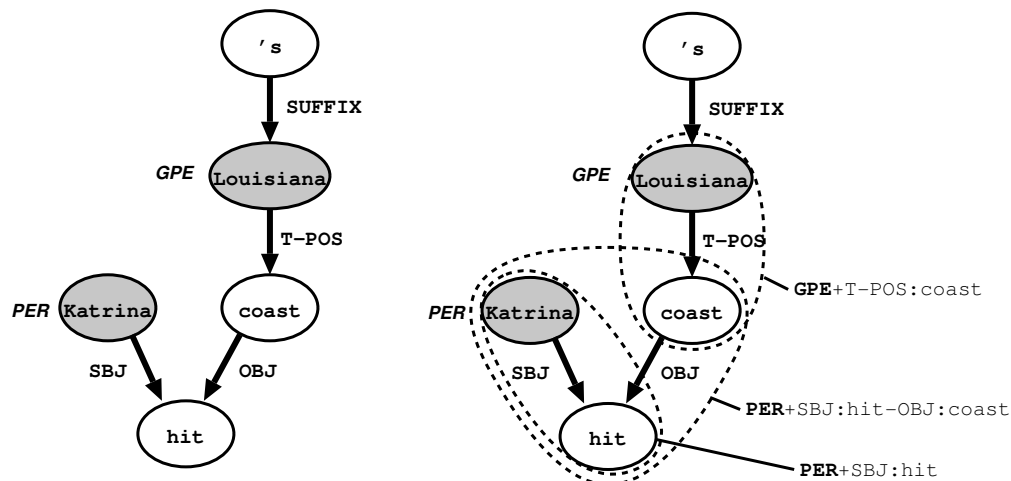 's
SUFFIX
GPE
Louisiana
T-POS
PER
Katrina
coast
SBJ
OBJ
hit
's
SUFFIX
GPE
Louisiana
T-POS
GPE+T-POS:coast
PER
Katrina
coast
SBJ
OBJ
PER+SBJ:hit-OBJ:coast
hit
PER+SBJ:hit